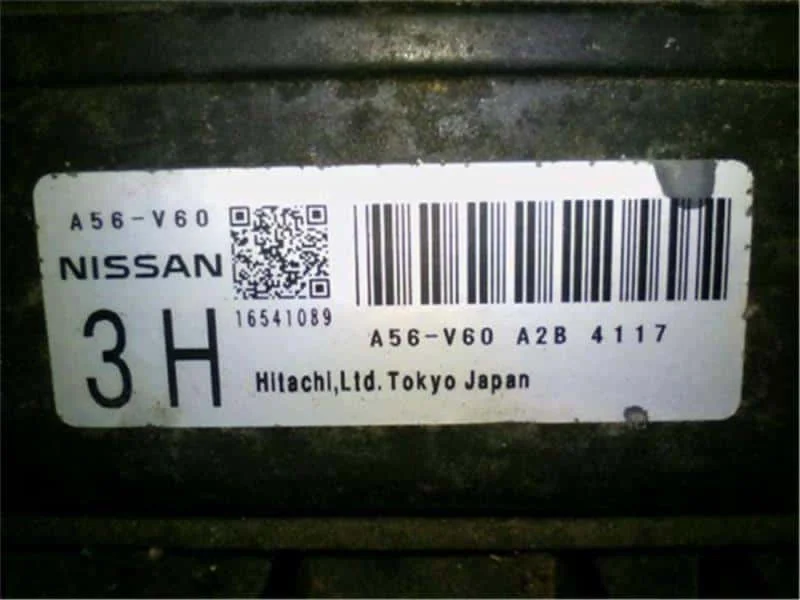 A56-V60
NISSAN
16541089
3H
A56-V60 A2B 4117
Hitachi,Ltd. Tokyo Japan